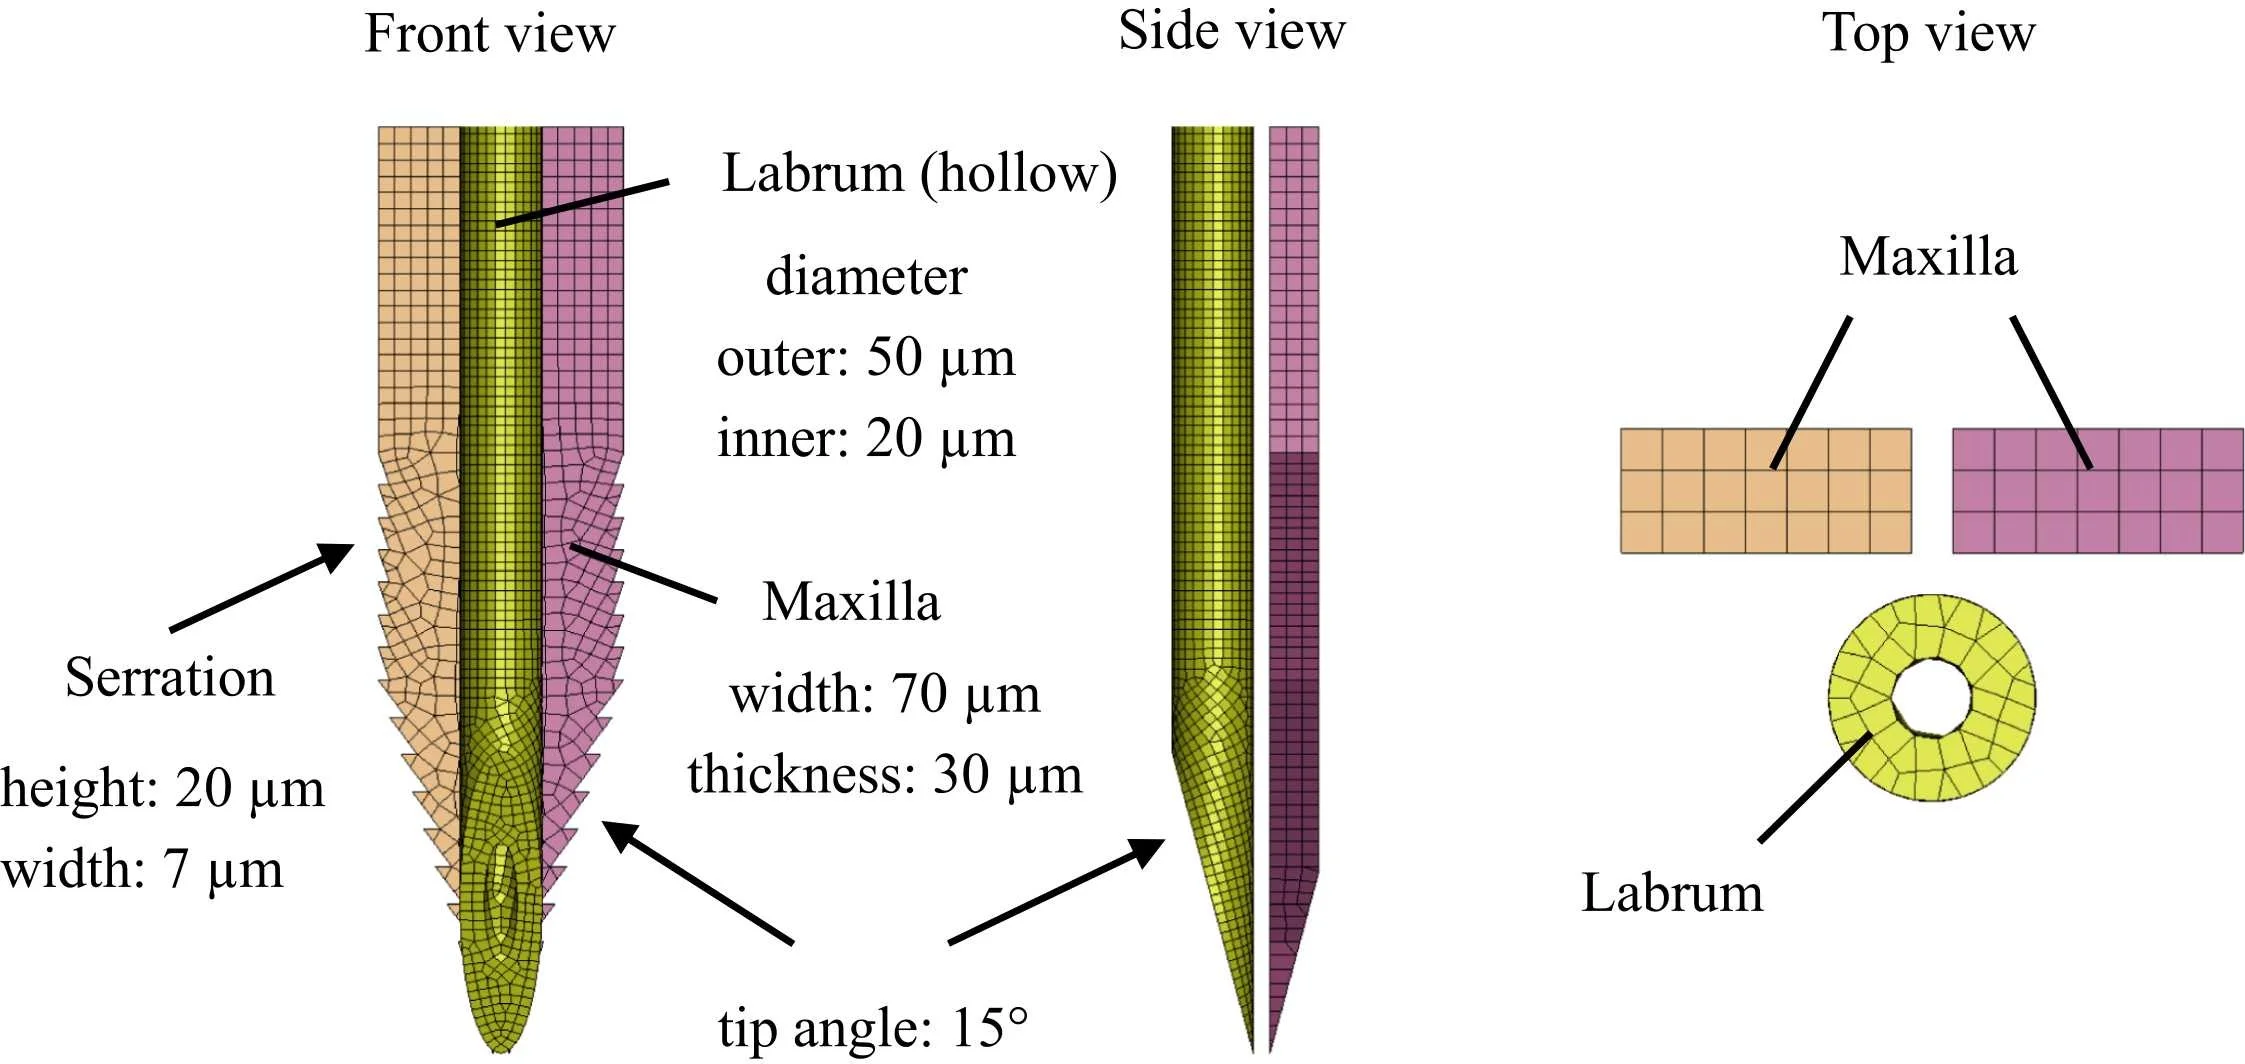 Front view
Side view
Top view
Labrum (hollow)
diameter
outer: 50 µm
inner: 20 µm
Maxilla
width: 70 µm
thickness: 30 µm
Serration
height: 20 µm
width: 7 µm
tip angle: 15°
Maxilla
Labrum